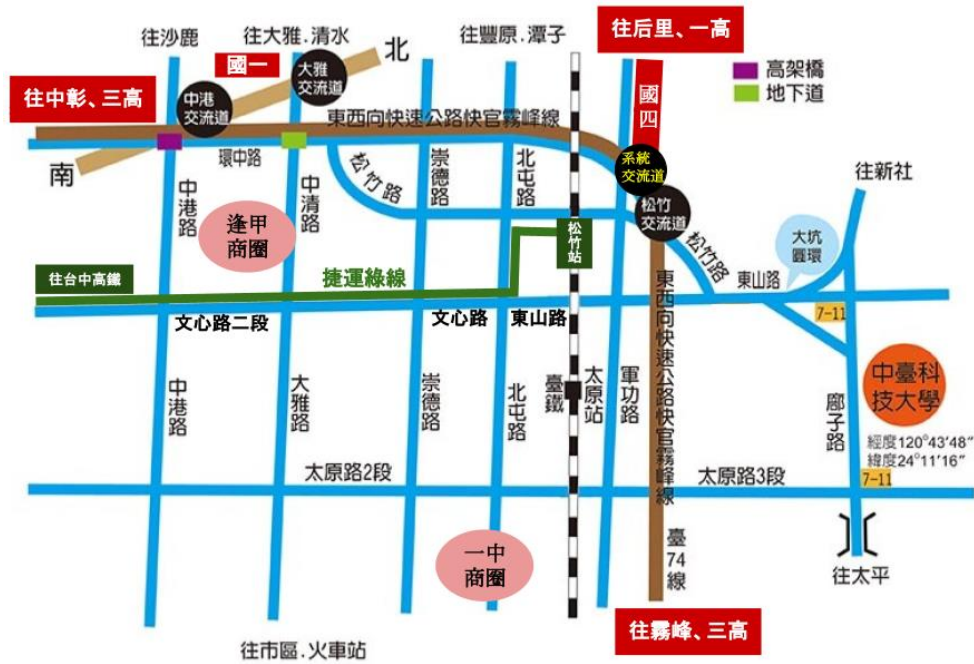 往沙鹿
往大雅.清水
往豐原.潭子
往后里、一高
北
國一
大雅
交流道
高架橋
地下道
往中彰、三高
中港
交流道
國四
東西向快速公路快官霧峰線
系統
交流道
環中路
南
松竹路
崇德路
北屯路
往新社
中港路
中清路
松竹
交流道
逢甲
商圈
松竹站
松竹路
大坑
圓環
往台中高鐵
捷運綠線
東山路
文心路二段
文心路
東山路
東西向快速公路快官霧峰線
7-11
中港路
大雅路
崇德路
北屯路
臺鐵
太原站
軍功路
中臺科
技大學
廍子路
經度120°43'48"
緯度24°11'16"
太原路2段
太原路3段
7-11
一中
商圈
臺74線
往太平
往霧峰、三高
往市區.火車站